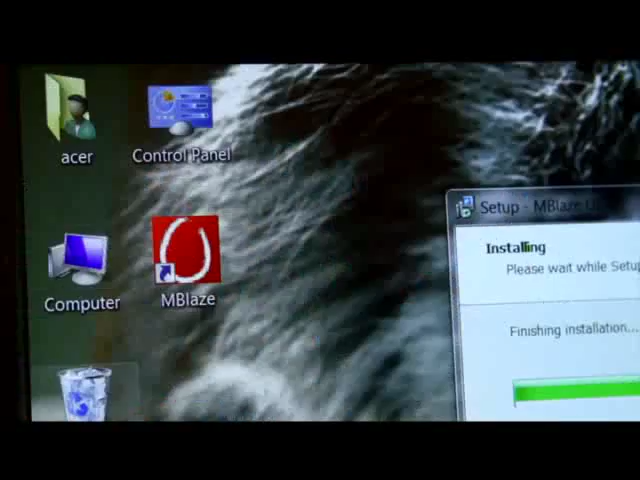 acer
Control Panel
Computer
MBlaze
Setup - MBlaze U
Installing
Please wait while Setup
Finishing installation...